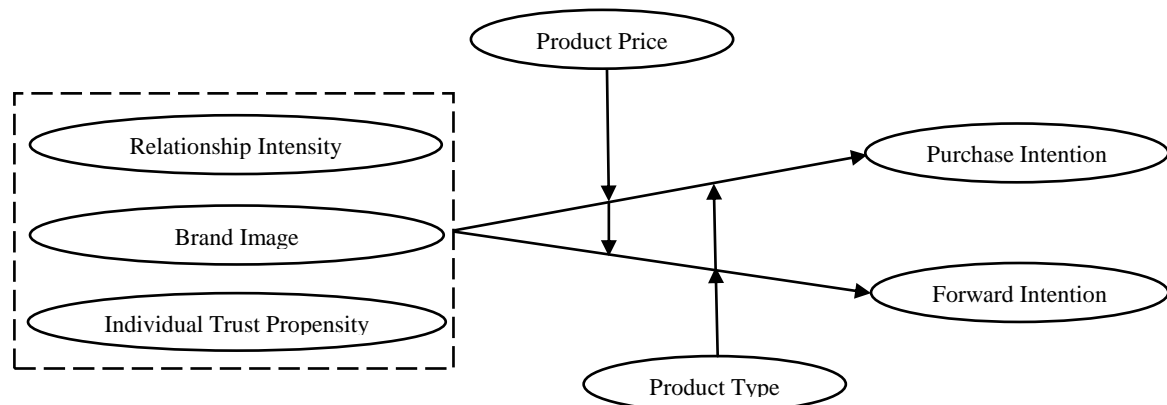 Product Price
Relationship Intensity
Purchase Intention
Brand Image
Forward Intention
Individual Trust Propensity
Product Type